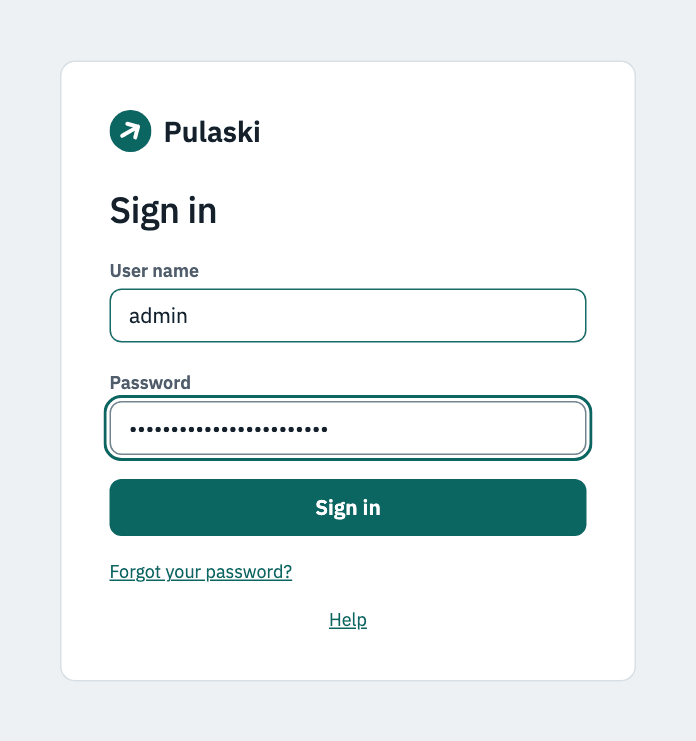 Pulaski
Sign in
User name
admin
Password
••••••••••••••••••••••••
Sign in
Forgot your password?
Help